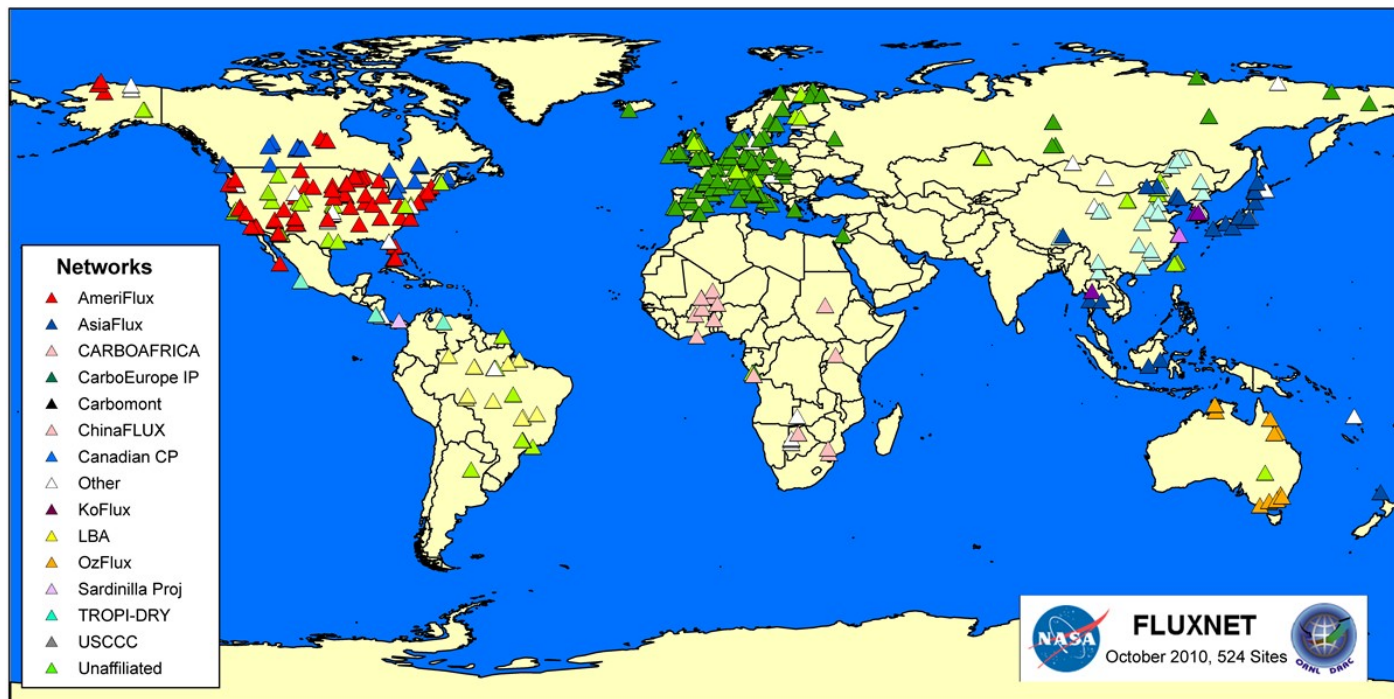 Networks
AmeriFlux
AsiaFlux
CARBOAFRICA
CarboEurope IP
Carbomont
ChinaFLUX
Canadian CP
Other
KoFlux
LBA
OzFlux
Sardinilla Proj
TROPI-DRY
USCCC
Unaffiliated
NASA
FLUXNET
October 2010, 524 Sites
ORNL DAAC